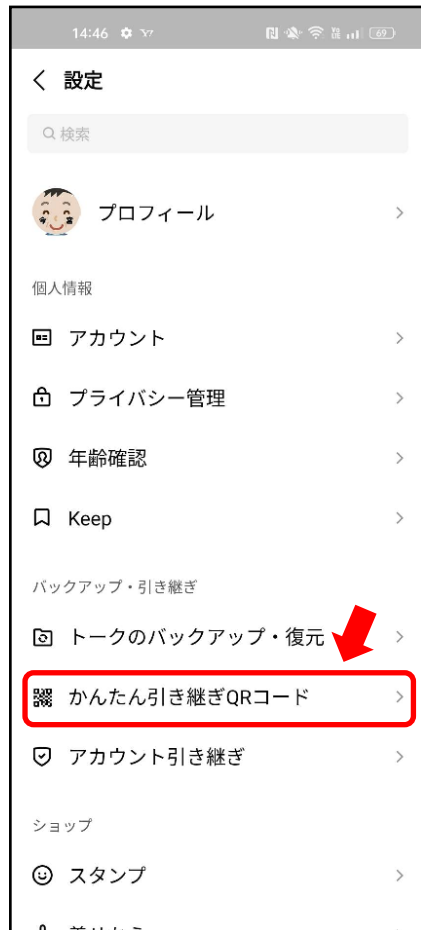 14:46
69
設定
検索
プロフィール
個人情報
アカウント
プライバシー管理
年齢確認
Keep
バックアップ・引き継ぎ
トークのバックアップ・復元
かんたん引き継ぎQRコード
アカウント引き継ぎ
ショップ
スタンプ